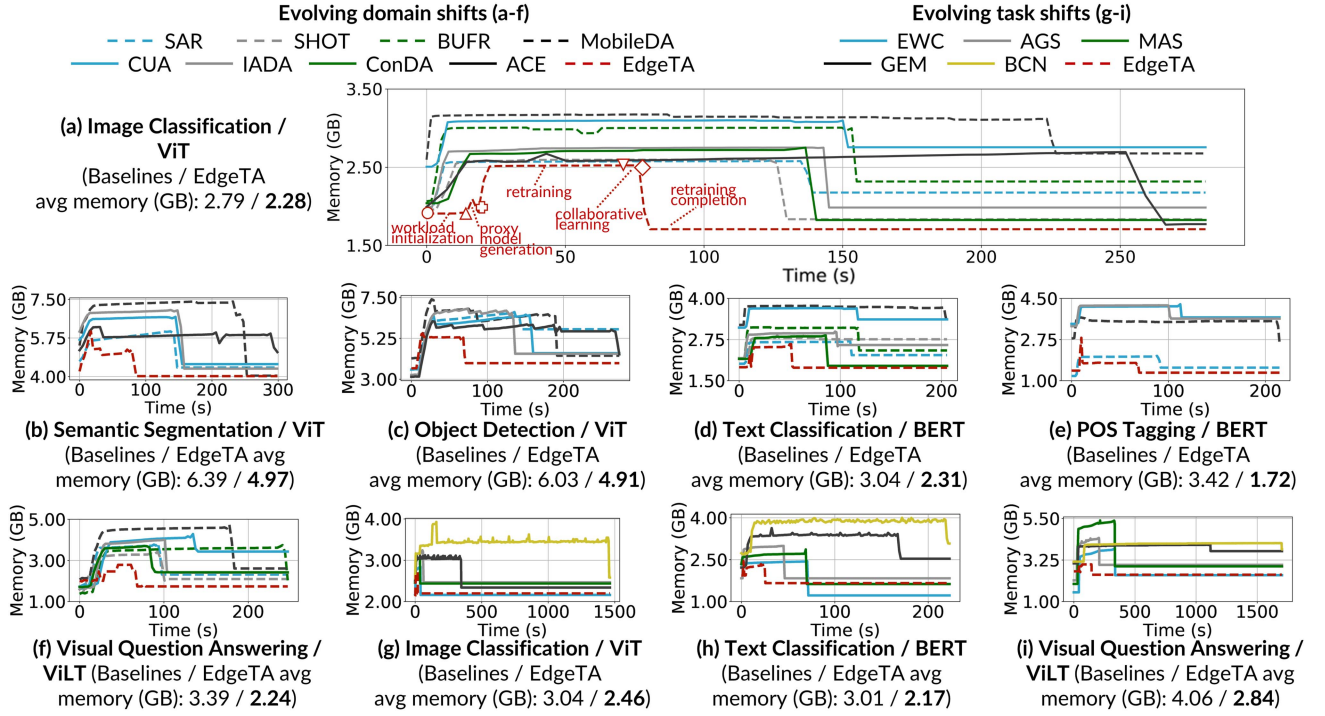 Evolving domain shifts (a-f)
Evolving task shifts (g-i)
SAR SHOT BUFR MobileDA
CUA IADA ConDA ACE EdgeTA
EWC AGS MAS
GEM BCN EdgeTA
(a) Image Classification /
ViT
(Baselines / EdgeTA
avg memory (GB): 2.79 / 2.28)
Memory (GB)
3.50
2.50
1.50
workload
initialization
proxy
model
generation
retraining
collaborative
learning
retraining
completion
0 50 100 150 200 250
Time (s)
Memory (GB)
7.50
5.75
4.00
0 100 200 300
Time (s)
(b) Semantic Segmentation / ViT
(Baselines / EdgeTA avg
memory (GB): 6.39 / 4.97)
Memory (GB)
7.50
5.25
3.00
0 100 200
Time (s)
(c) Object Detection / ViT
(Baselines / EdgeTA
avg memory (GB): 6.03 / 4.91)
Memory (GB)
4.00
2.75
1.50
0 100 200
Time (s)
(d) Text Classification / BERT
(Baselines / EdgeTA
avg memory (GB): 3.04 / 2.31)
Memory (GB)
4.50
2.75
1.00
0 100 200
Time (s)
(e) POS Tagging / BERT
(Baselines / EdgeTA
avg memory (GB): 3.42 / 1.72)
Memory (GB)
5.00
3.00
1.00
0 100 200
Time (s)
(f) Visual Question Answering /
ViLT (Baselines / EdgeTA avg
memory (GB): 3.39 / 2.24)
Memory (GB)
4.00
3.00
2.00
0 500 1000 1500
Time (s)
(g) Image Classification / ViT
(Baselines / EdgeTA
avg memory (GB): 3.04 / 2.46)
Memory (GB)
4.00
2.50
1.00
0 100 200
Time (s)
(h) Text Classification / BERT
(Baselines / EdgeTA avg
memory (GB): 3.01 / 2.17)
Memory (GB)
5.50
3.25
1.00
0 500 1000 1500
Time (s)
(i) Visual Question Answering /
ViLT (Baselines / EdgeTA avg
memory (GB): 4.06 / 2.84)